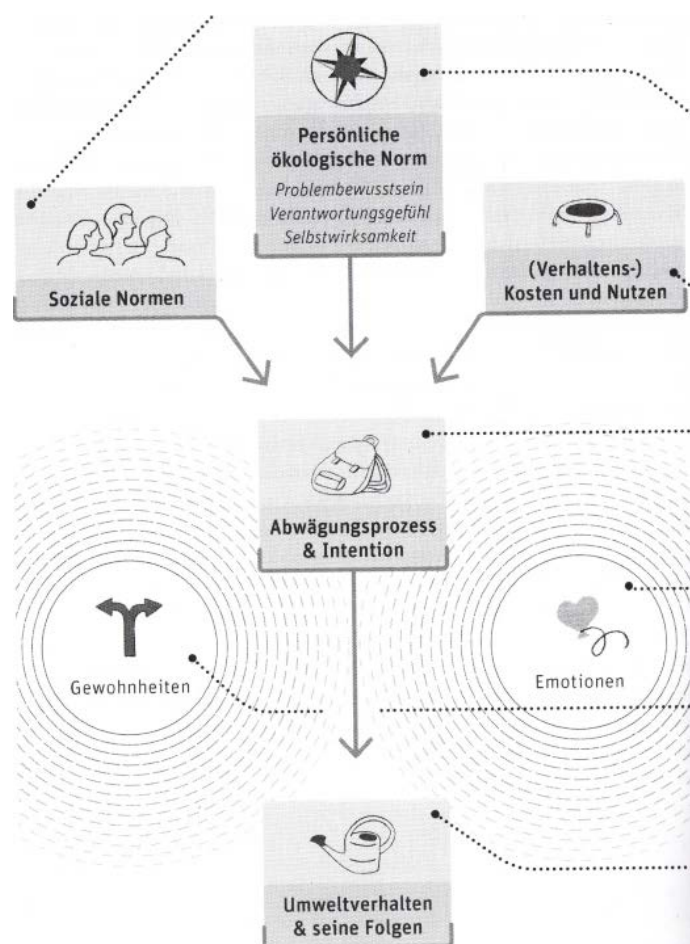 Persönliche
ökologische Norm
Problembewusstsein
Verantwortungsgefühl
Selbstwirksamkeit
Soziale Normen
(Verhaltens-)
Kosten und Nutzen
Abwägungsprozess
& Intention
Gewohnheiten
Emotionen
Umweltverhalten
& seine Folgen